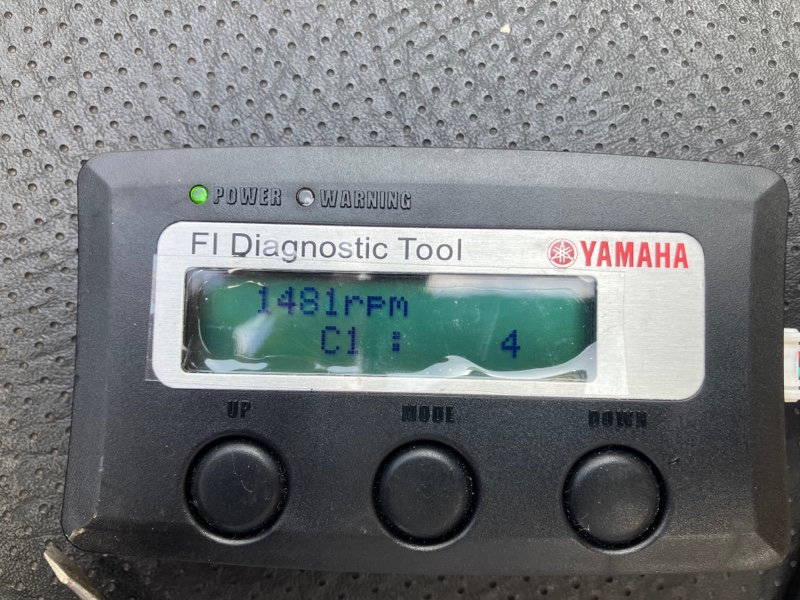 POWER WARNING
FI Diagnostic Tool YAMAHA
1481rpm
C1 : 4
UP MODE DOWN